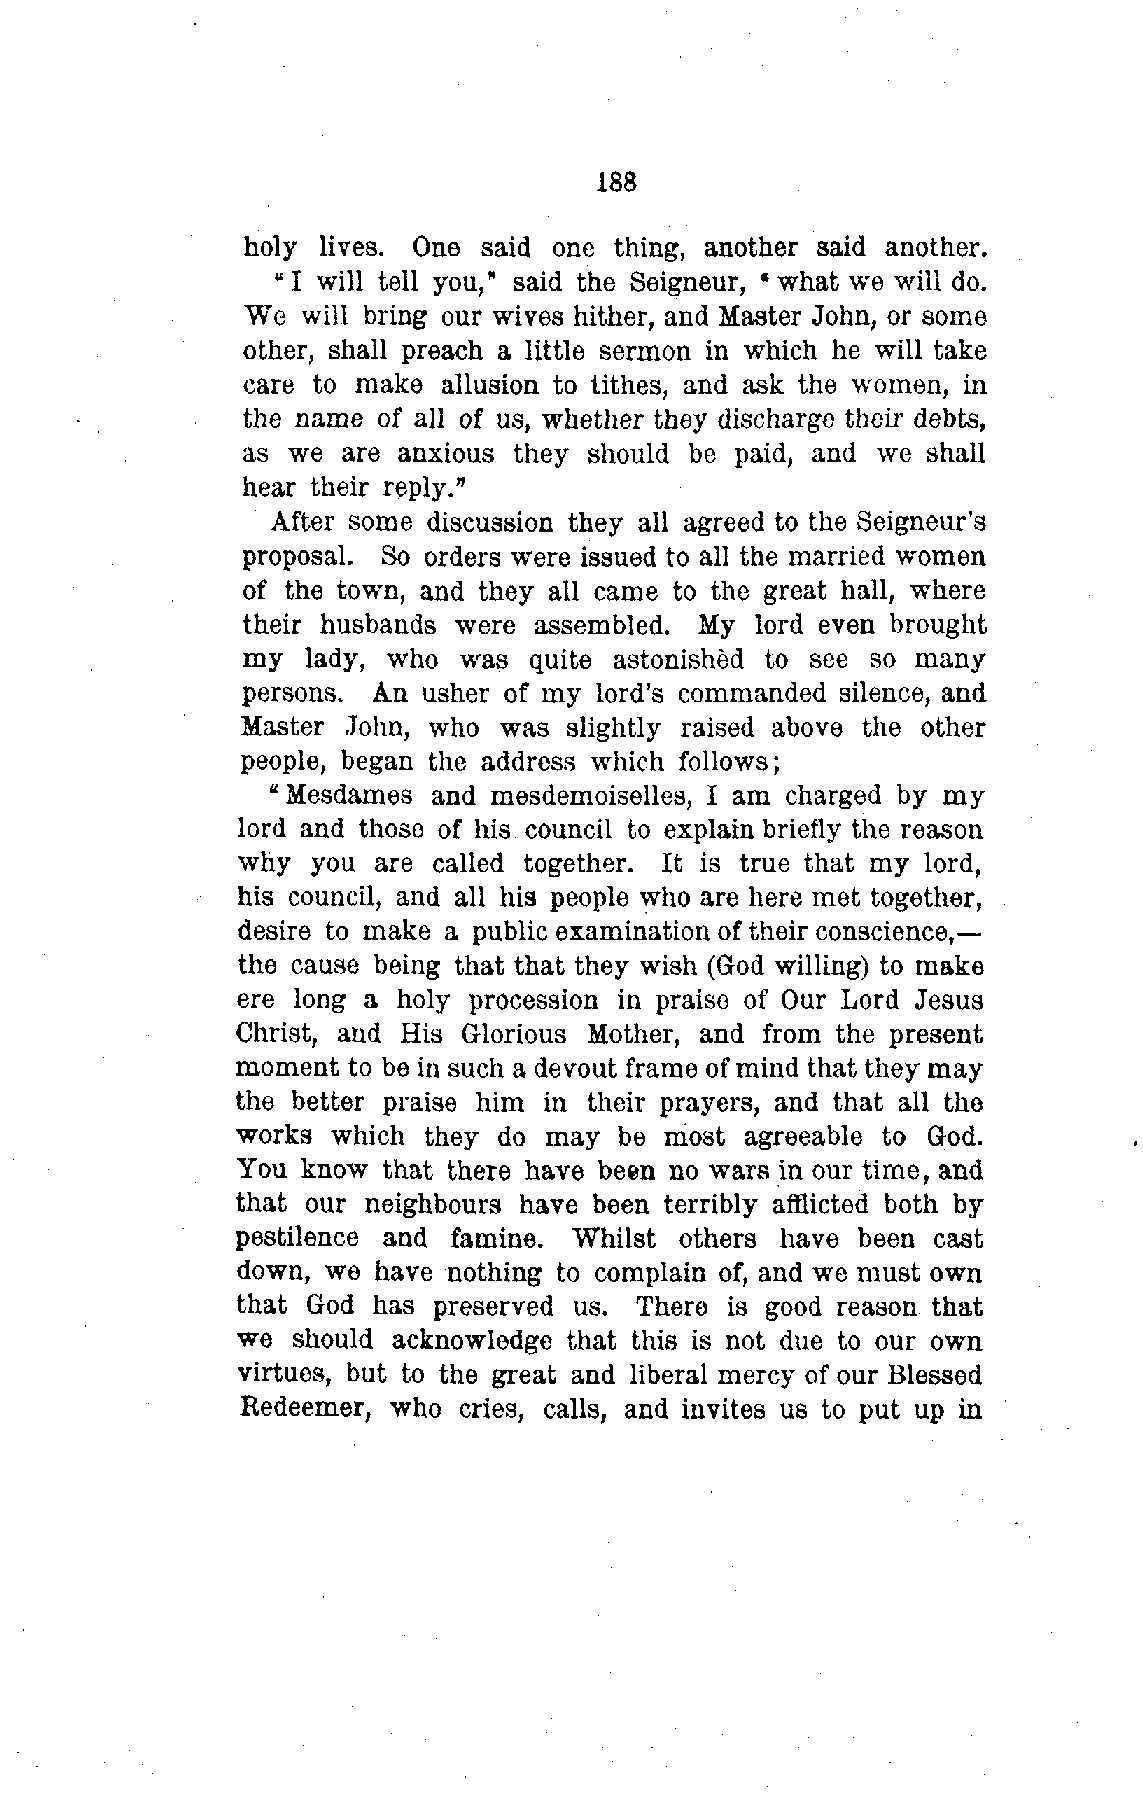 188
holy lives. One said one thing, another said another.
"I will tell you," said the Seigneur, "what we will do.
We will bring our wives hither, and Master John, or some
other, shall preach a little sermon in which he will take
care to make allusion to tithes, and ask the women, in
the name of all of us, whether they discharge their debts,
as we are anxious they should be paid, and we shall
hear their reply."
After some discussion they all agreed to the Seigneur's
proposal. So orders were issued to all the married women
of the town, and they all came to the great hall, where
their husbands were assembled. My lord even brought
my lady, who was quite astonishèd to see so many
persons. An usher of my lord's commanded silence, and
Master John, who was slightly raised above the other
people, began the address which follows;
"Mesdames and mesdemoiselles, I am charged by my
lord and those of his council to explain briefly the reason
why you are called together. It is true that my lord,
his council, and all his people who are here met together,
desire to make a public examination of their conscience,—
the cause being that that they wish (God willing) to make
ere long a holy procession in praise of Our Lord Jesus
Christ, and His Glorious Mother, and from the present
moment to be in such a devout frame of mind that they may
the better praise him in their prayers, and that all the
works which they do may be most agreeable to God.
You know that there have been no wars in our time, and
that our neighbours have been terribly afflicted both by
pestilence and famine. Whilst others have been cast
down, we have nothing to complain of, and we must own
that God has preserved us. There is good reason that
we should acknowledge that this is not due to our own
virtues, but to the great and liberal mercy of our Blessed
Redeemer, who cries, calls, and invites us to put up in